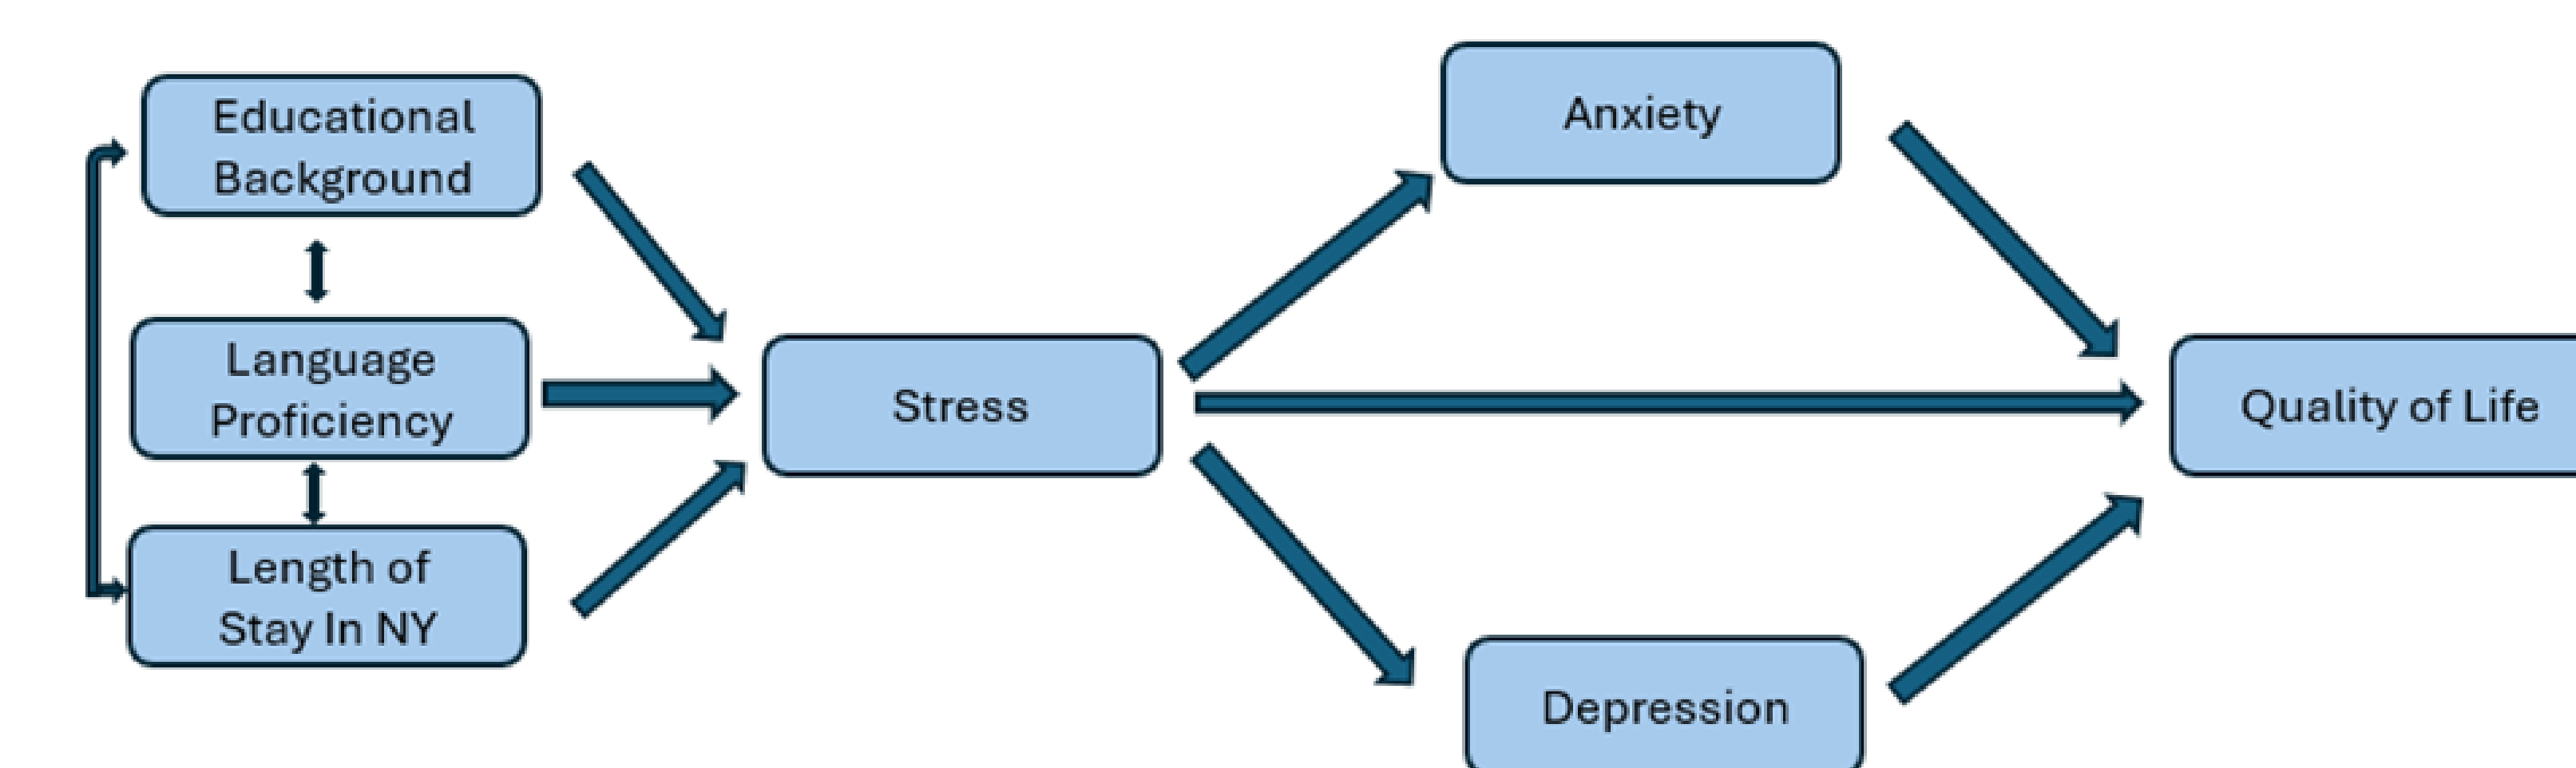 Educational
Background
Language
Proficiency
Length of
Stay In NY
Stress
Anxiety
Depression
Quality of Life